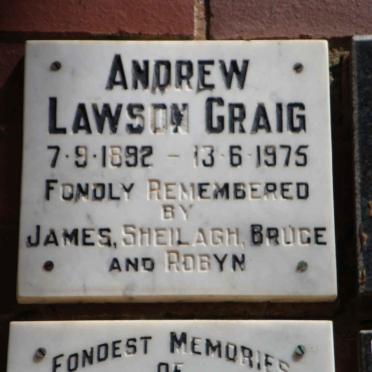 ANDREW
LAWSON CRAIG
7·9·1892 - 13·6·1975
FONDLY REMEMBERED
BY
JAMES, SHEILAGH, BRUCE
AND ROBYN
FONDEST MEMORIES
OF